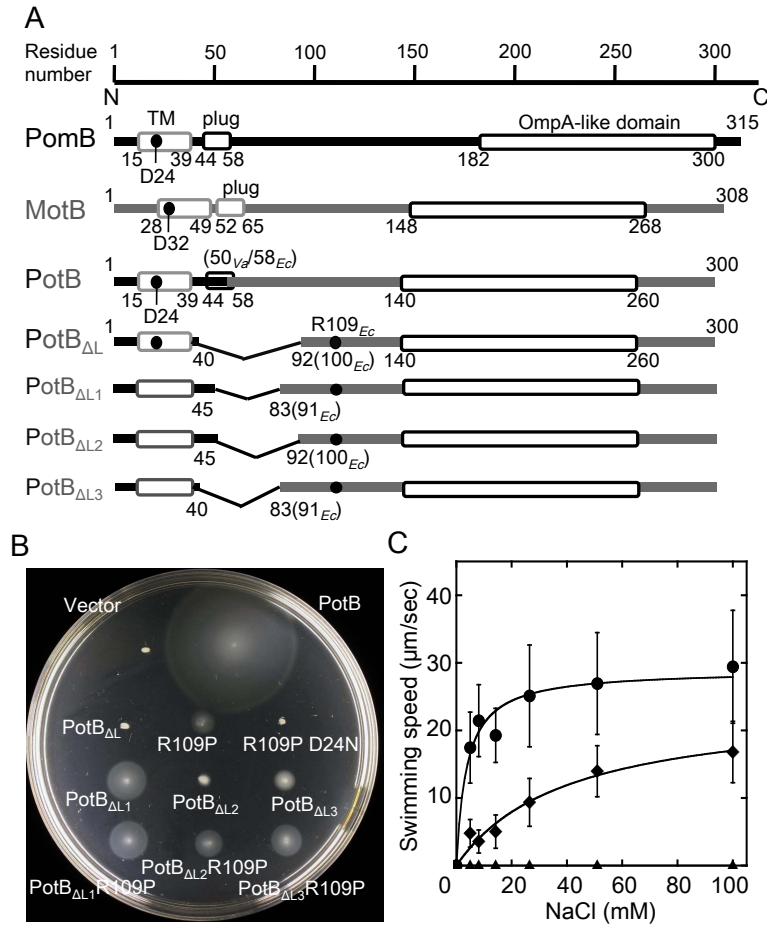 A
Residue number
1 50 100 150 200 250 300
N C
PomB
1 TM plug OmpA-like domain 315
15 39 44 58 182 300
D24
MotB
1 plug 308
28 49 52 65 148 268
D32
PotB
1 (50Va/58Ec) 300
15 39 44 58 140 260
D24
PotBΔL
1 R109Ec 300
40 92(100Ec) 140 260
PotBΔL1
45 83(91Ec)
PotBΔL2
45 92(100Ec)
PotBΔL3
40 83(91Ec)
B
Vector PotB
PotBΔL R109P R109P D24N
PotBΔL1 PotBΔL2 PotBΔL3
PotBΔL1R109P PotBΔL2R109P PotBΔL3R109P
C
Swimming speed (μm/sec)
40
30
20
10
0 20 40 60 80 100
NaCl (mM)